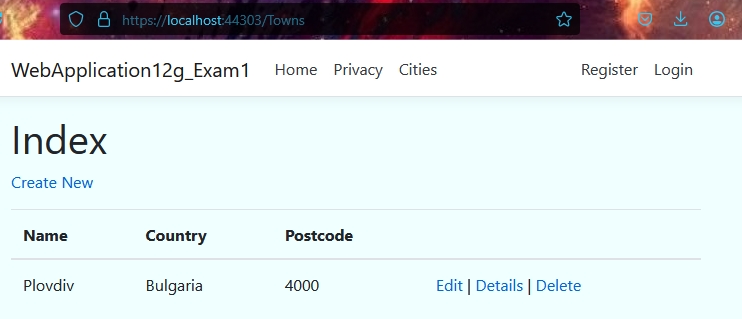 https://localhost:44303/Towns
WebApplication12g_Exam1 Home Privacy Cities Register Login
Index
Create New
Name Country Postcode
Plovdiv Bulgaria 4000 Edit | Details | Delete